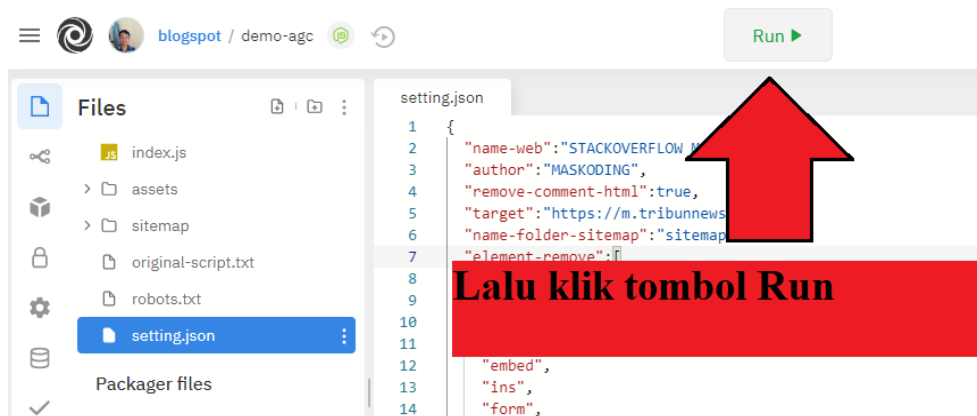 blogspot / demo-agc
Run
Files
index.js
assets
sitemap
original-script.txt
robots.txt
setting.json
Packager files
setting.json
1 {
2 "name-web":"STACKOVERFLOW
3 "author":"MASKODING",
4 "remove-comment-html":true,
5 "target":"https://m.tribunnews
6 "name-folder-sitemap":"sitemap
7 "element-remove":[
8
9
10
11
12 "embed",
13 "ins",
14 "form",
Lalu klik tombol Run